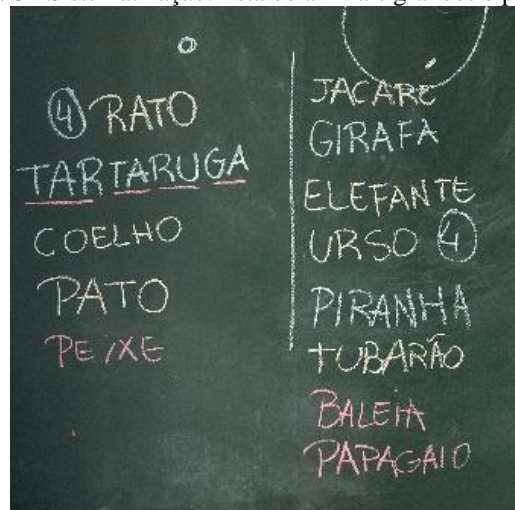 ④ RATO
TARTARUGA
COELHO
PATO
PEIXE
JACARÉ
GIRAFA
ELEFANTE
URSO ④
PIRANHA
TUBARÃO
BALEIA
PAPAGAIO